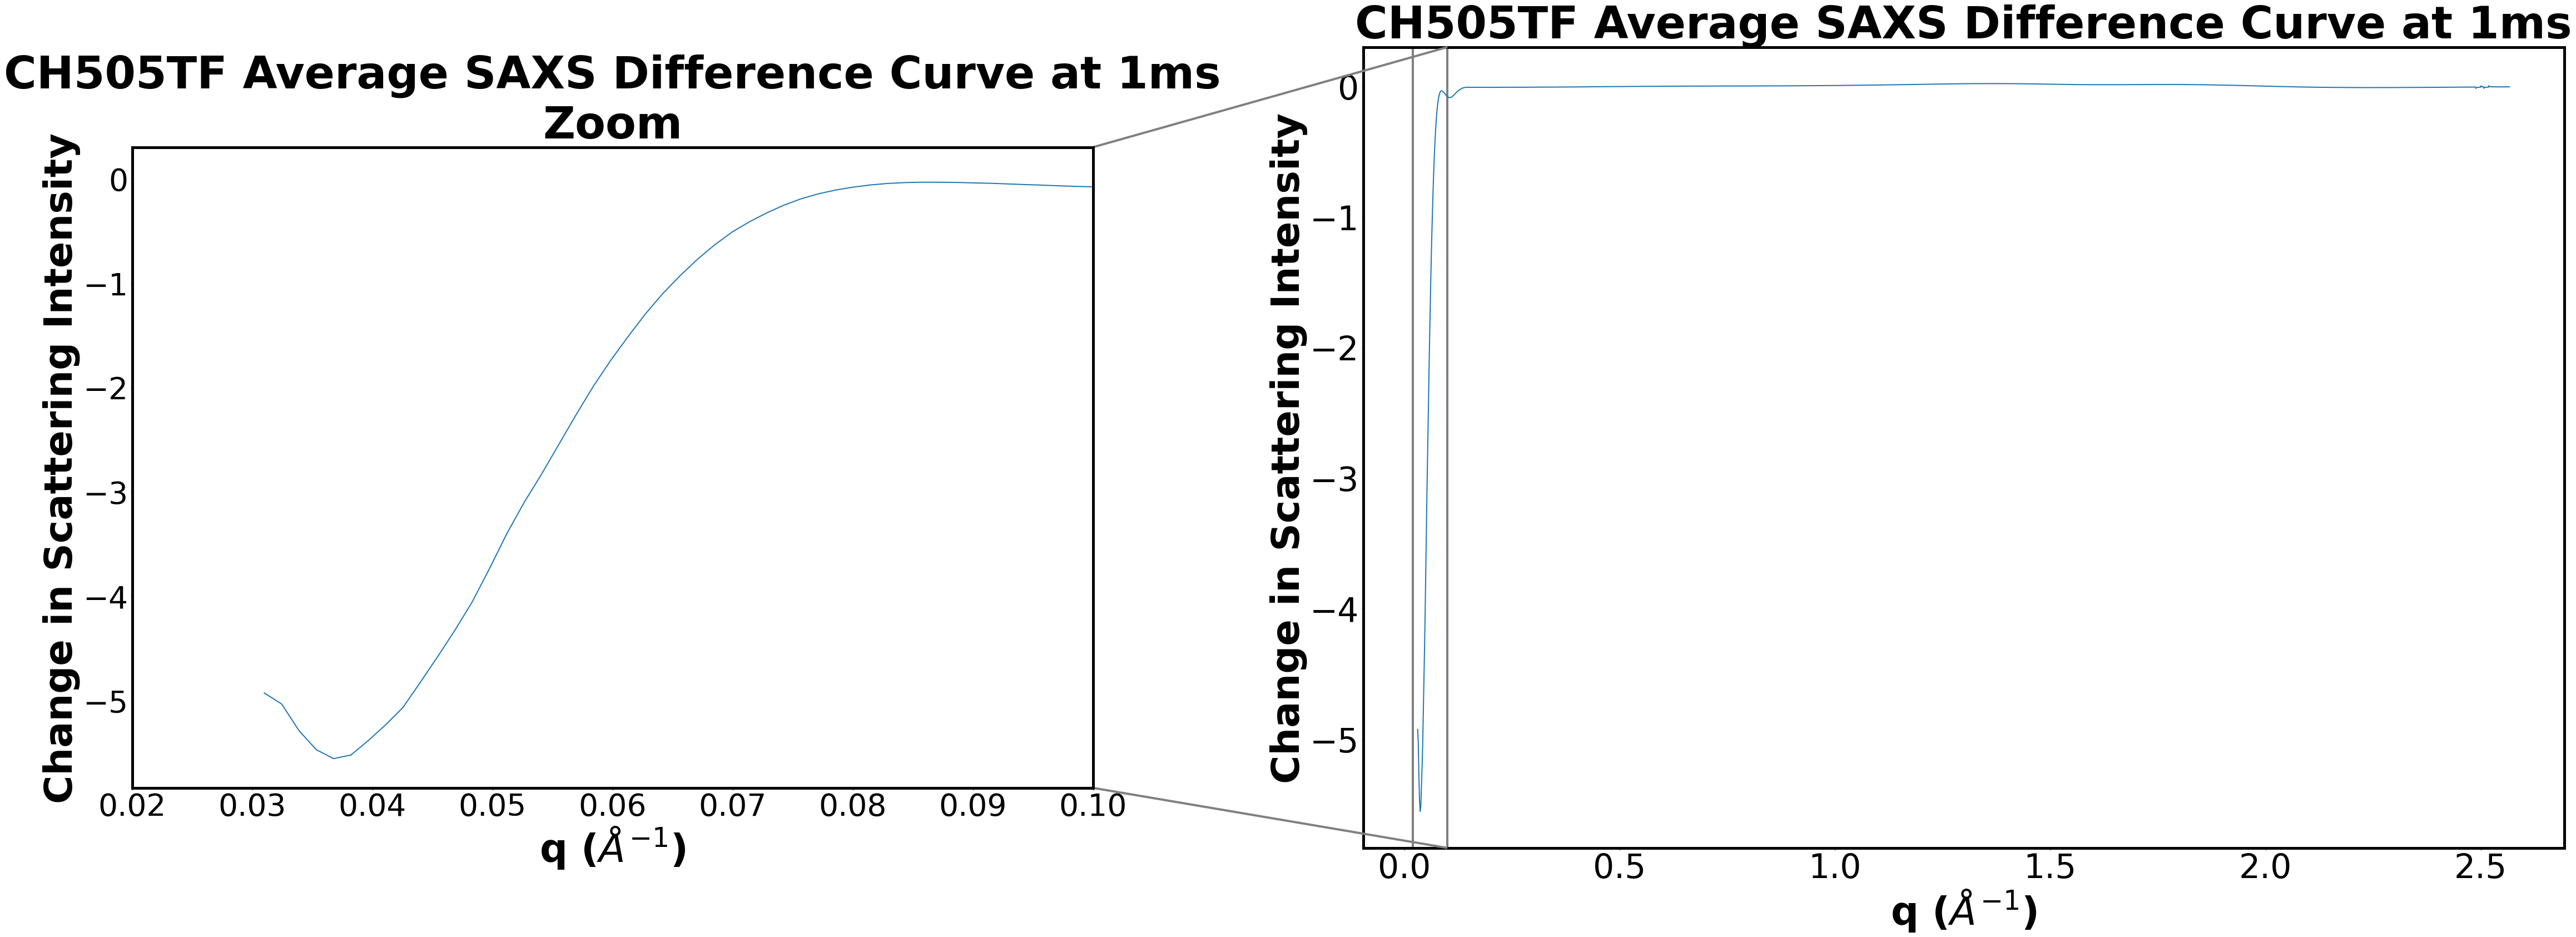 CH505TF Average SAXS Difference Curve at 1ms
Zoom
Change in Scattering Intensity
0
−1
−2
−3
−4
−5
0.02 0.03 0.04 0.05 0.06 0.07 0.08 0.09 0.10
q (Å⁻¹)
CH505TF Average SAXS Difference Curve at 1ms
Change in Scattering Intensity
0
−1
−2
−3
−4
−5
0.0 0.5 1.0 1.5 2.0 2.5
q (Å⁻¹)